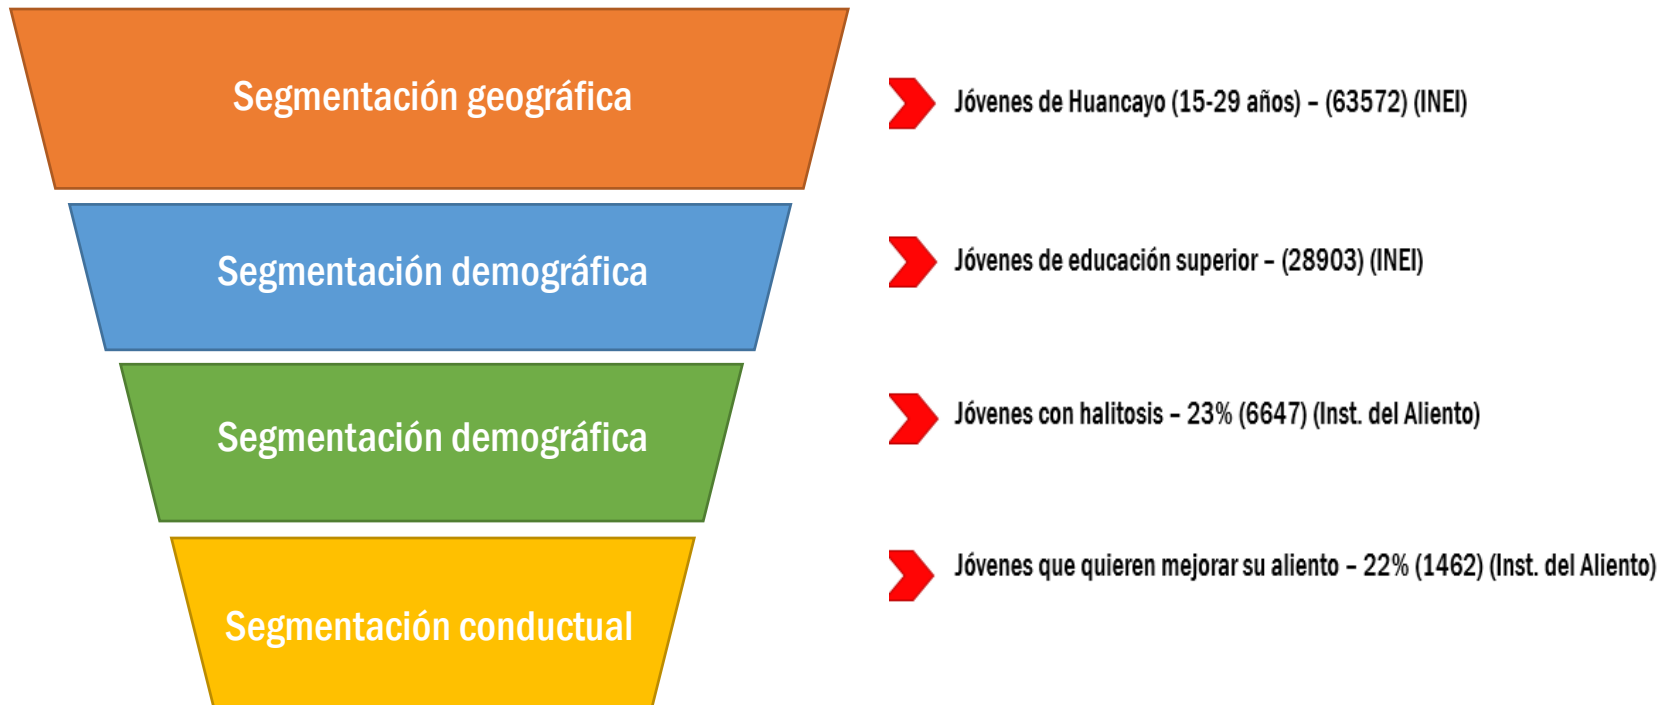 Segmentación geográfica
Jóvenes de Huancayo (15-29 años) – (63572) (INEI)
Segmentación demográfica
Jóvenes de educación superior – (28903) (INEI)
Segmentación demográfica
Jóvenes con halitosis – 23% (6647) (Inst. del Aliento)
Segmentación conductual
Jóvenes que quieren mejorar su aliento – 22% (1462) (Inst. del Aliento)